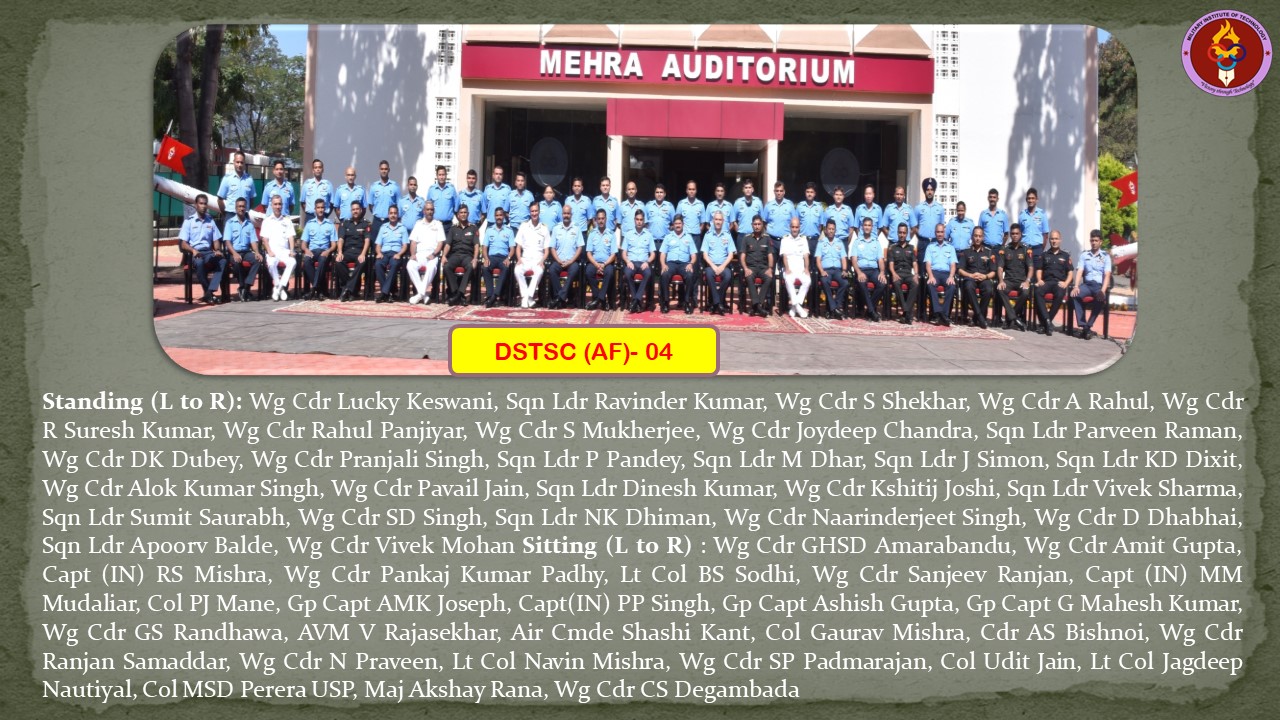 MILITARY INSTITUTE OF TECHNOLOGY
MEHRA AUDITORIUM
DSTSC (AF)- 04
Standing (L to R): Wg Cdr Lucky Keswani, Sqn Ldr Ravinder Kumar, Wg Cdr S Shekhar, Wg Cdr A Rahul, Wg Cdr
R Suresh Kumar, Wg Cdr Rahul Panjiyar, Wg Cdr S Mukherjee, Wg Cdr Joydeep Chandra, Sqn Ldr Parveen Raman,
Wg Cdr DK Dubey, Wg Cdr Pranjali Singh, Sqn Ldr P Pandey, Sqn Ldr M Dhar, Sqn Ldr J Simon, Sqn Ldr KD Dixit,
Wg Cdr Alok Kumar Singh, Wg Cdr Pavail Jain, Sqn Ldr Dinesh Kumar, Wg Cdr Kshitij Joshi, Sqn Ldr Vivek Sharma,
Sqn Ldr Sumit Saurabh, Wg Cdr SD Singh, Sqn Ldr NK Dhiman, Wg Cdr Naarinderjeet Singh, Wg Cdr D Dhabhai,
Sqn Ldr Apoorv Balde, Wg Cdr Vivek Mohan Sitting (L to R) : Wg Cdr GHSD Amarabandu, Wg Cdr Amit Gupta,
Capt (IN) RS Mishra, Wg Cdr Pankaj Kumar Padhy, Lt Col BS Sodhi, Wg Cdr Sanjeev Ranjan, Capt (IN) MM
Mudaliar, Col PJ Mane, Gp Capt AMK Joseph, Capt(IN) PP Singh, Gp Capt Ashish Gupta, Gp Capt G Mahesh Kumar,
Wg Cdr GS Randhawa, AVM V Rajasekhar, Air Cmde Shashi Kant, Col Gaurav Mishra, Cdr AS Bishnoi, Wg Cdr
Ranjan Samaddar, Wg Cdr N Praveen, Lt Col Navin Mishra, Wg Cdr SP Padmarajan, Col Udit Jain, Lt Col Jagdeep
Nautiyal, Col MSD Perera USP, Maj Akshay Rana, Wg Cdr CS Degambada